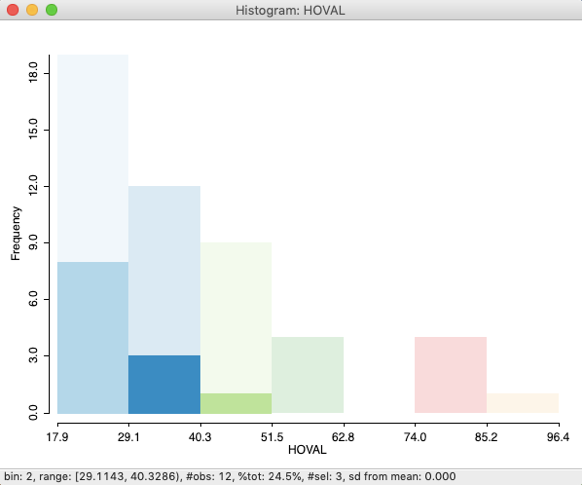 Histogram: HOVAL
18.0
15.0
12.0
9.0
6.0
3.0
0.0
Frequency
17.9 29.1 40.3 51.5 62.8 74.0 85.2 96.4
HOVAL
bin: 2, range: [29.1143, 40.3286), #obs: 12, %tot: 24.5%, #sel: 3, sd from mean: 0.000